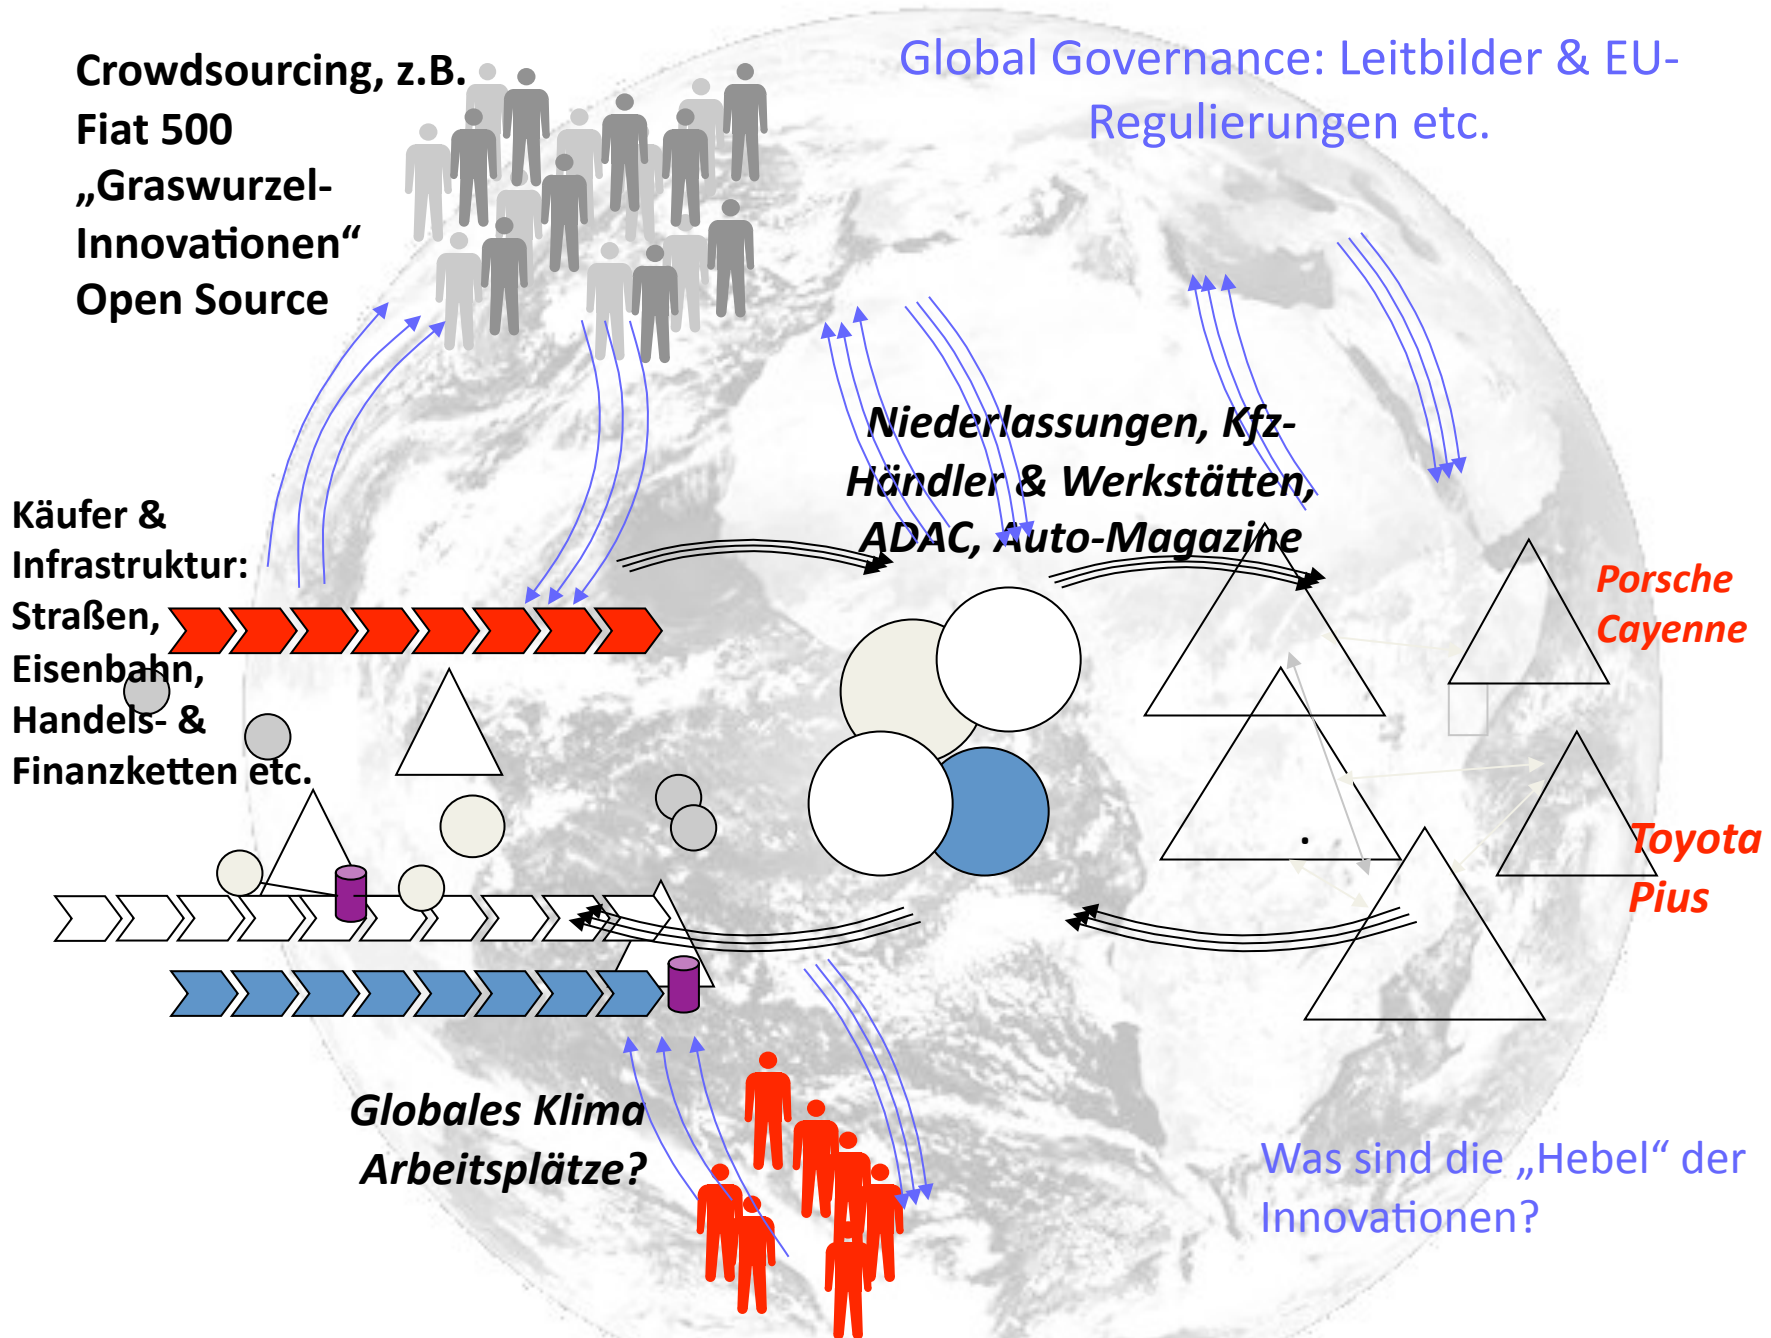 Crowdsourcing, z.B.
Fiat 500
„Graswurzel-
Innovationen“
Open Source
Global Governance: Leitbilder & EU-
Regulierungen etc.
Niederlassungen, Kfz-
Händler & Werkstätten,
ADAC, Auto-Magazine
Käufer &
Infrastruktur:
Straßen,
Eisenbahn,
Handels- &
Finanzketten etc.
Porsche
Cayenne
.
Toyota
Pius
Globales Klima
Arbeitsplätze?
Was sind die „Hebel“ der
Innovationen?